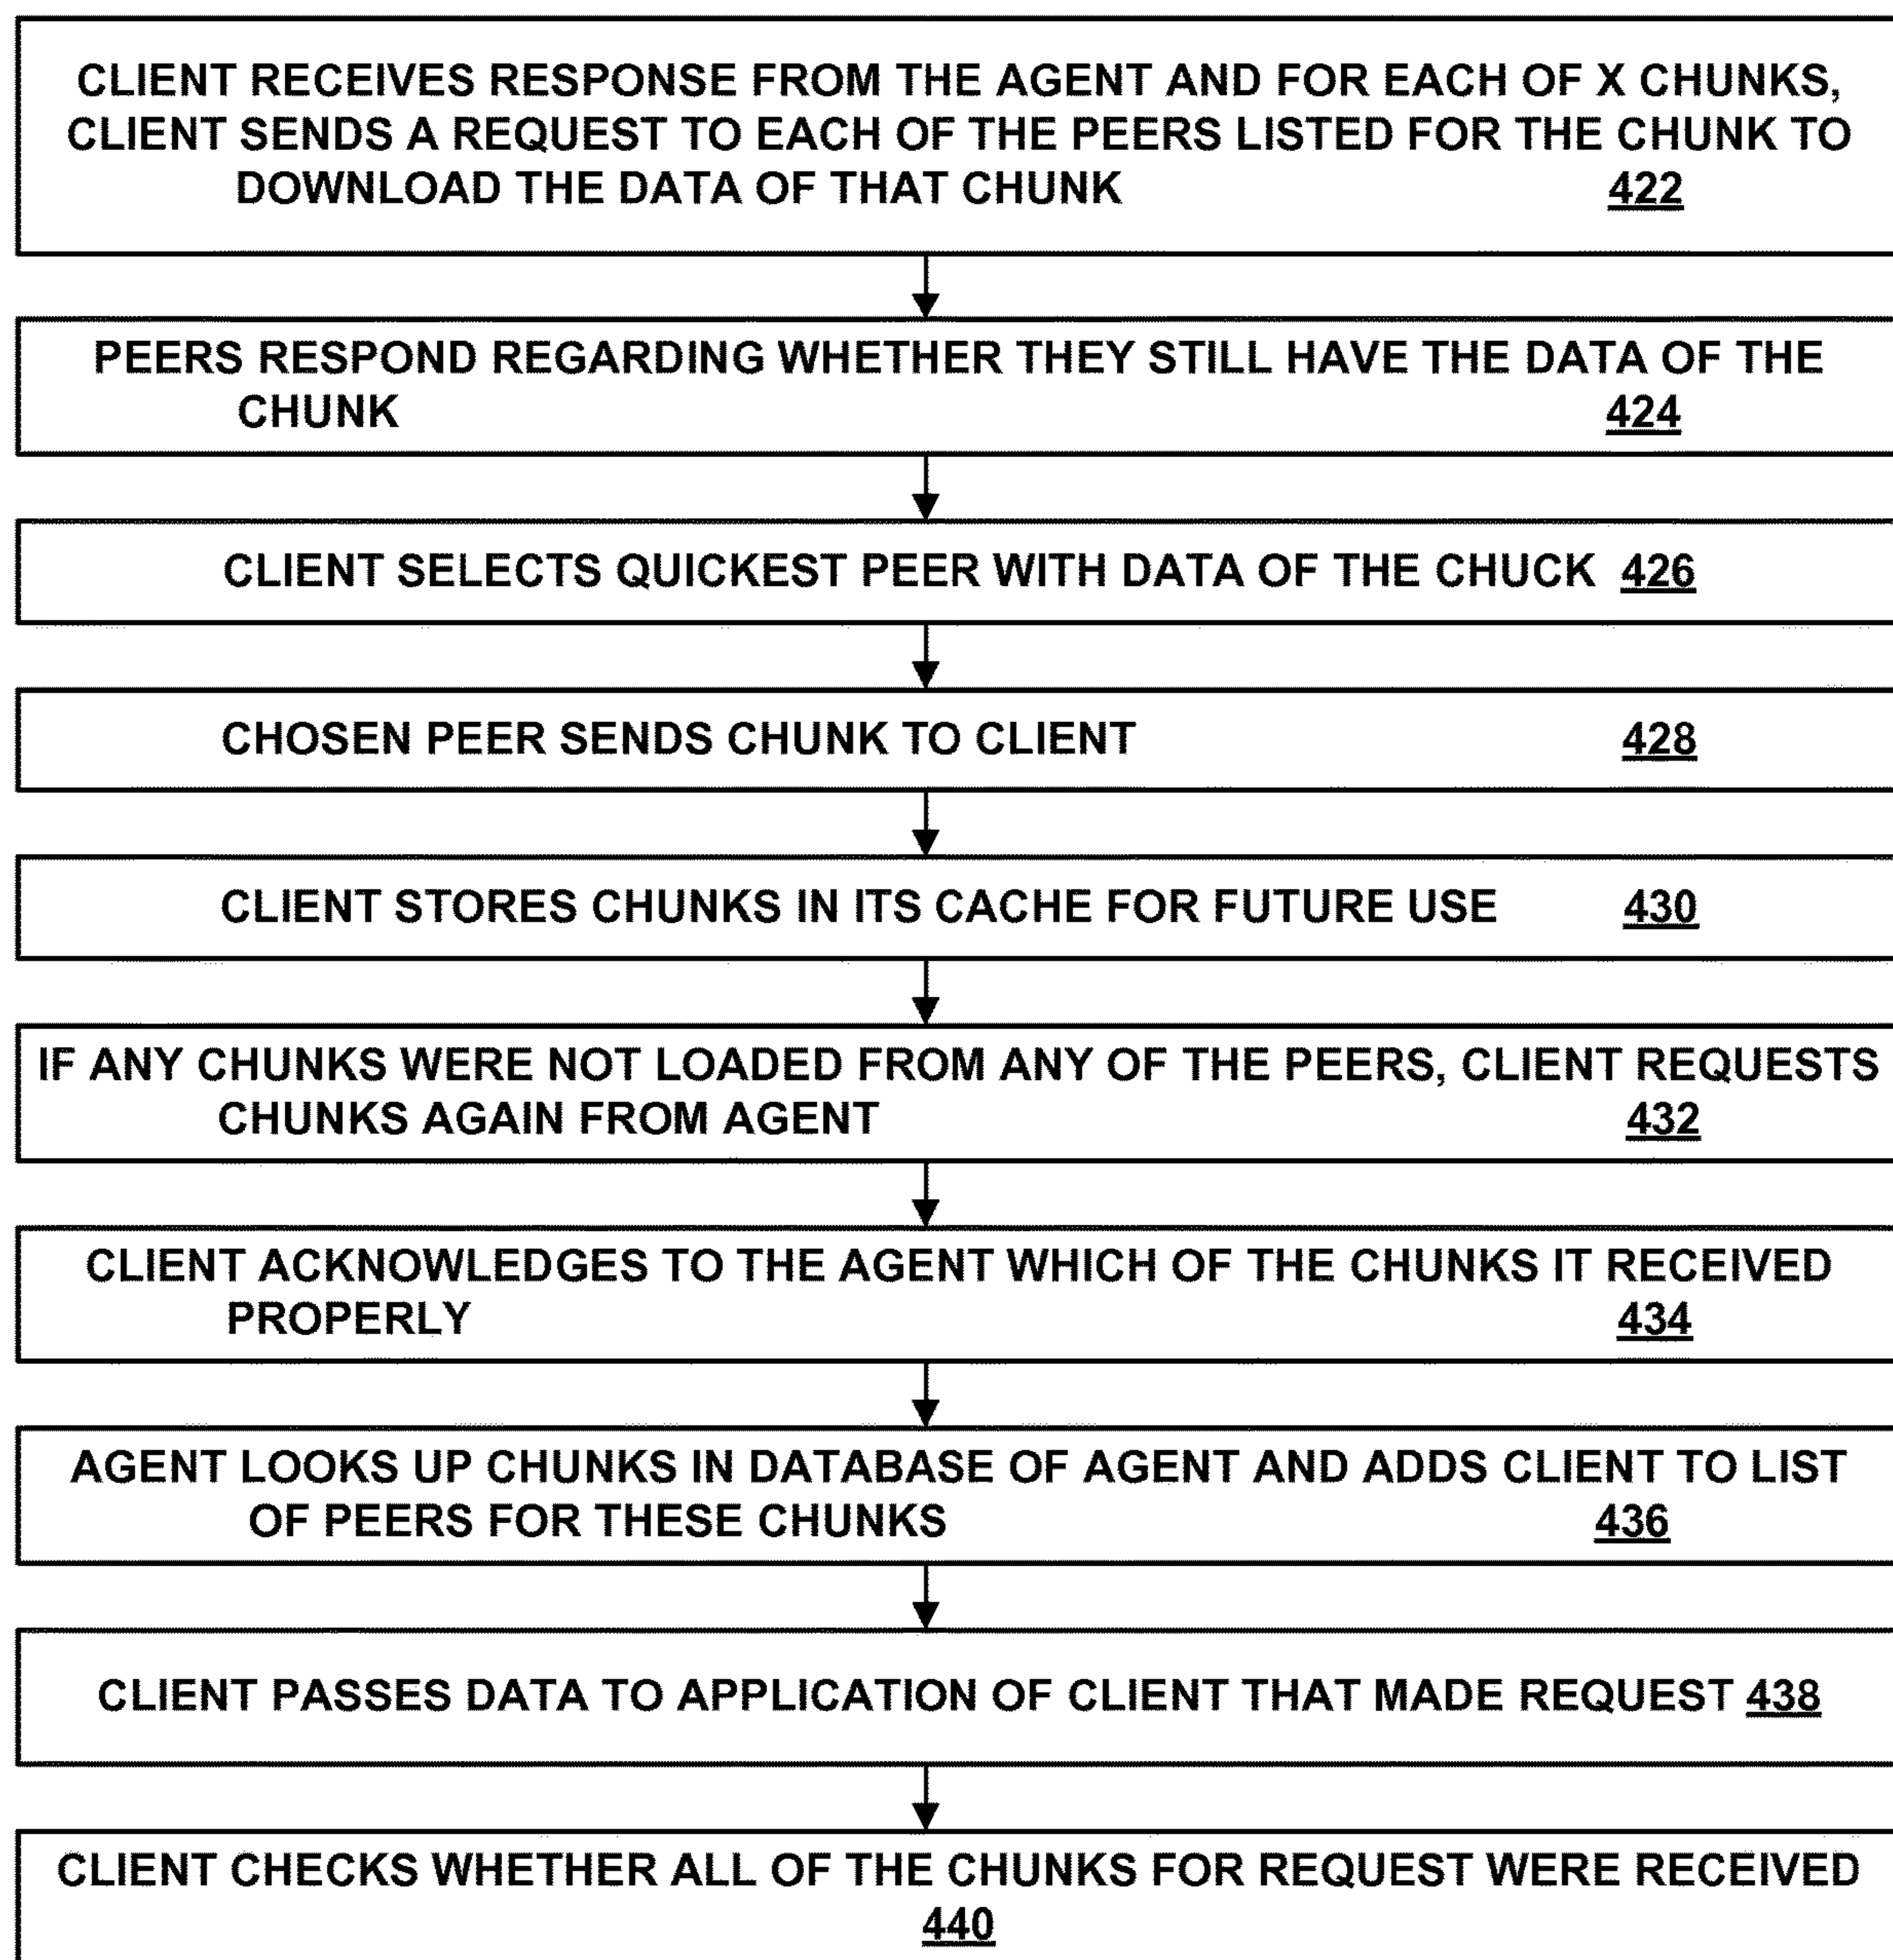 CLIENT RECEIVES RESPONSE FROM THE AGENT AND FOR EACH OF X CHUNKS,
CLIENT SENDS A REQUEST TO EACH OF THE PEERS LISTED FOR THE CHUNK TO
DOWNLOAD THE DATA OF THAT CHUNK 422
PEERS RESPOND REGARDING WHETHER THEY STILL HAVE THE DATA OF THE
CHUNK 424
CLIENT SELECTS QUICKEST PEER WITH DATA OF THE CHUCK 426
CHOSEN PEER SENDS CHUNK TO CLIENT 428
CLIENT STORES CHUNKS IN ITS CACHE FOR FUTURE USE 430
IF ANY CHUNKS WERE NOT LOADED FROM ANY OF THE PEERS, CLIENT REQUESTS
CHUNKS AGAIN FROM AGENT 432
CLIENT ACKNOWLEDGES TO THE AGENT WHICH OF THE CHUNKS IT RECEIVED
PROPERLY 434
AGENT LOOKS UP CHUNKS IN DATABASE OF AGENT AND ADDS CLIENT TO LIST
OF PEERS FOR THESE CHUNKS 436
CLIENT PASSES DATA TO APPLICATION OF CLIENT THAT MADE REQUEST 438
CLIENT CHECKS WHETHER ALL OF THE CHUNKS FOR REQUEST WERE RECEIVED
440